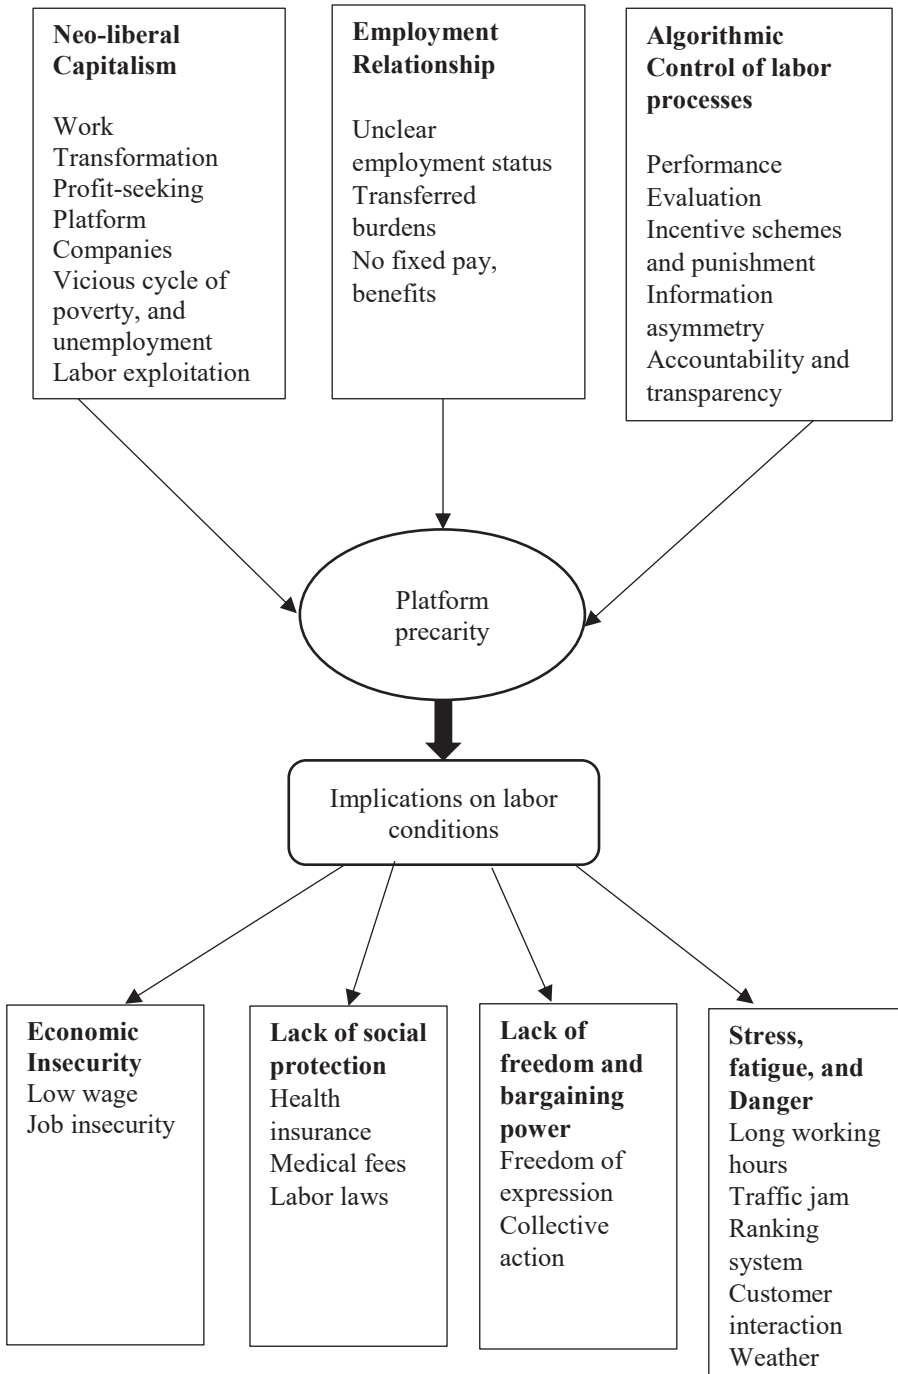 Neo-liberal
Capitalism
Work
Transformation
Profit-seeking
Platform
Companies
Vicious cycle of
poverty, and
unemployment
Labor exploitation
Employment
Relationship
Unclear
employment status
Transferred
burdens
No fixed pay,
benefits
Algorithmic
Control of labor
processes
Performance
Evaluation
Incentive schemes
and punishment
Information
asymmetry
Accountability and
transparency
Platform
precarity
Implications on labor
conditions
Economic
Insecurity
Low wage
Job insecurity
Lack of social
protection
Health
insurance
Medical fees
Labor laws
Lack of
freedom and
bargaining
power
Freedom of
expression
Collective
action
Stress,
fatigue, and
Danger
Long working
hours
Traffic jam
Ranking
system
Customer
interaction
Weather